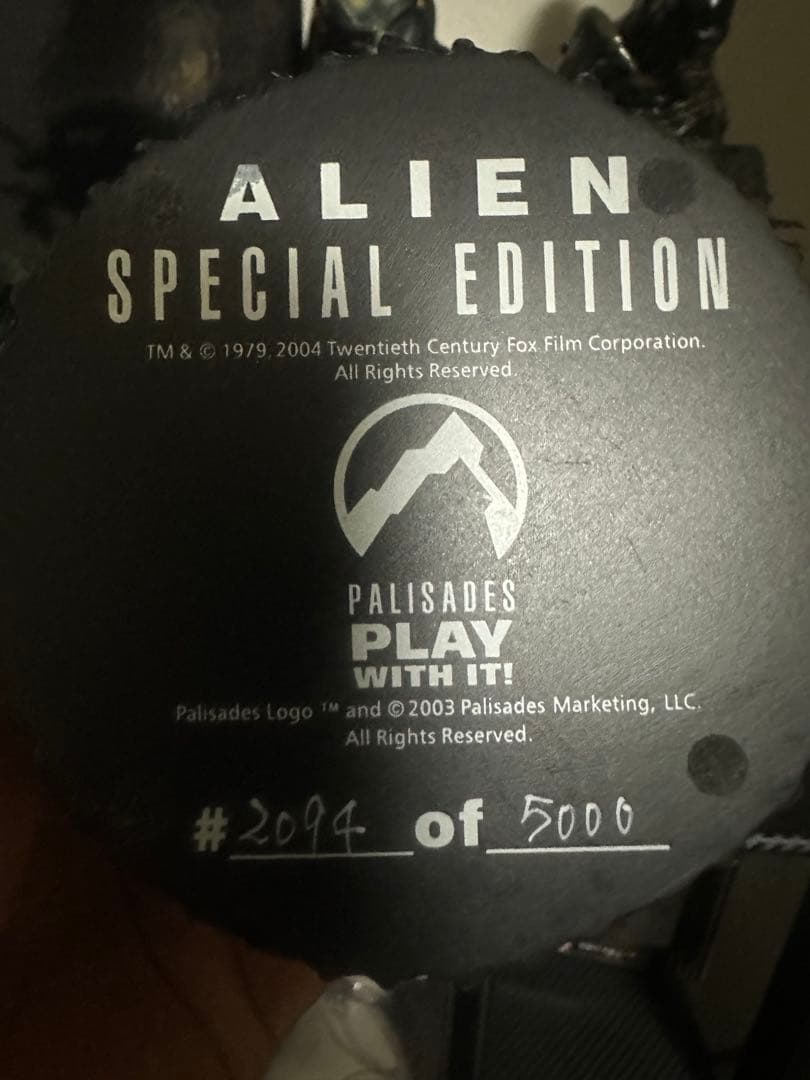 ALIEN
SPECIAL EDITION
TM & © 1979, 2004 Twentieth Century Fox Film Corporation.
All Rights Reserved.
PALISADES
PLAY
WITH IT!
Palisades Logo ™ and © 2003 Palisades Marketing, LLC.
All Rights Reserved.
# 2094 of 5000